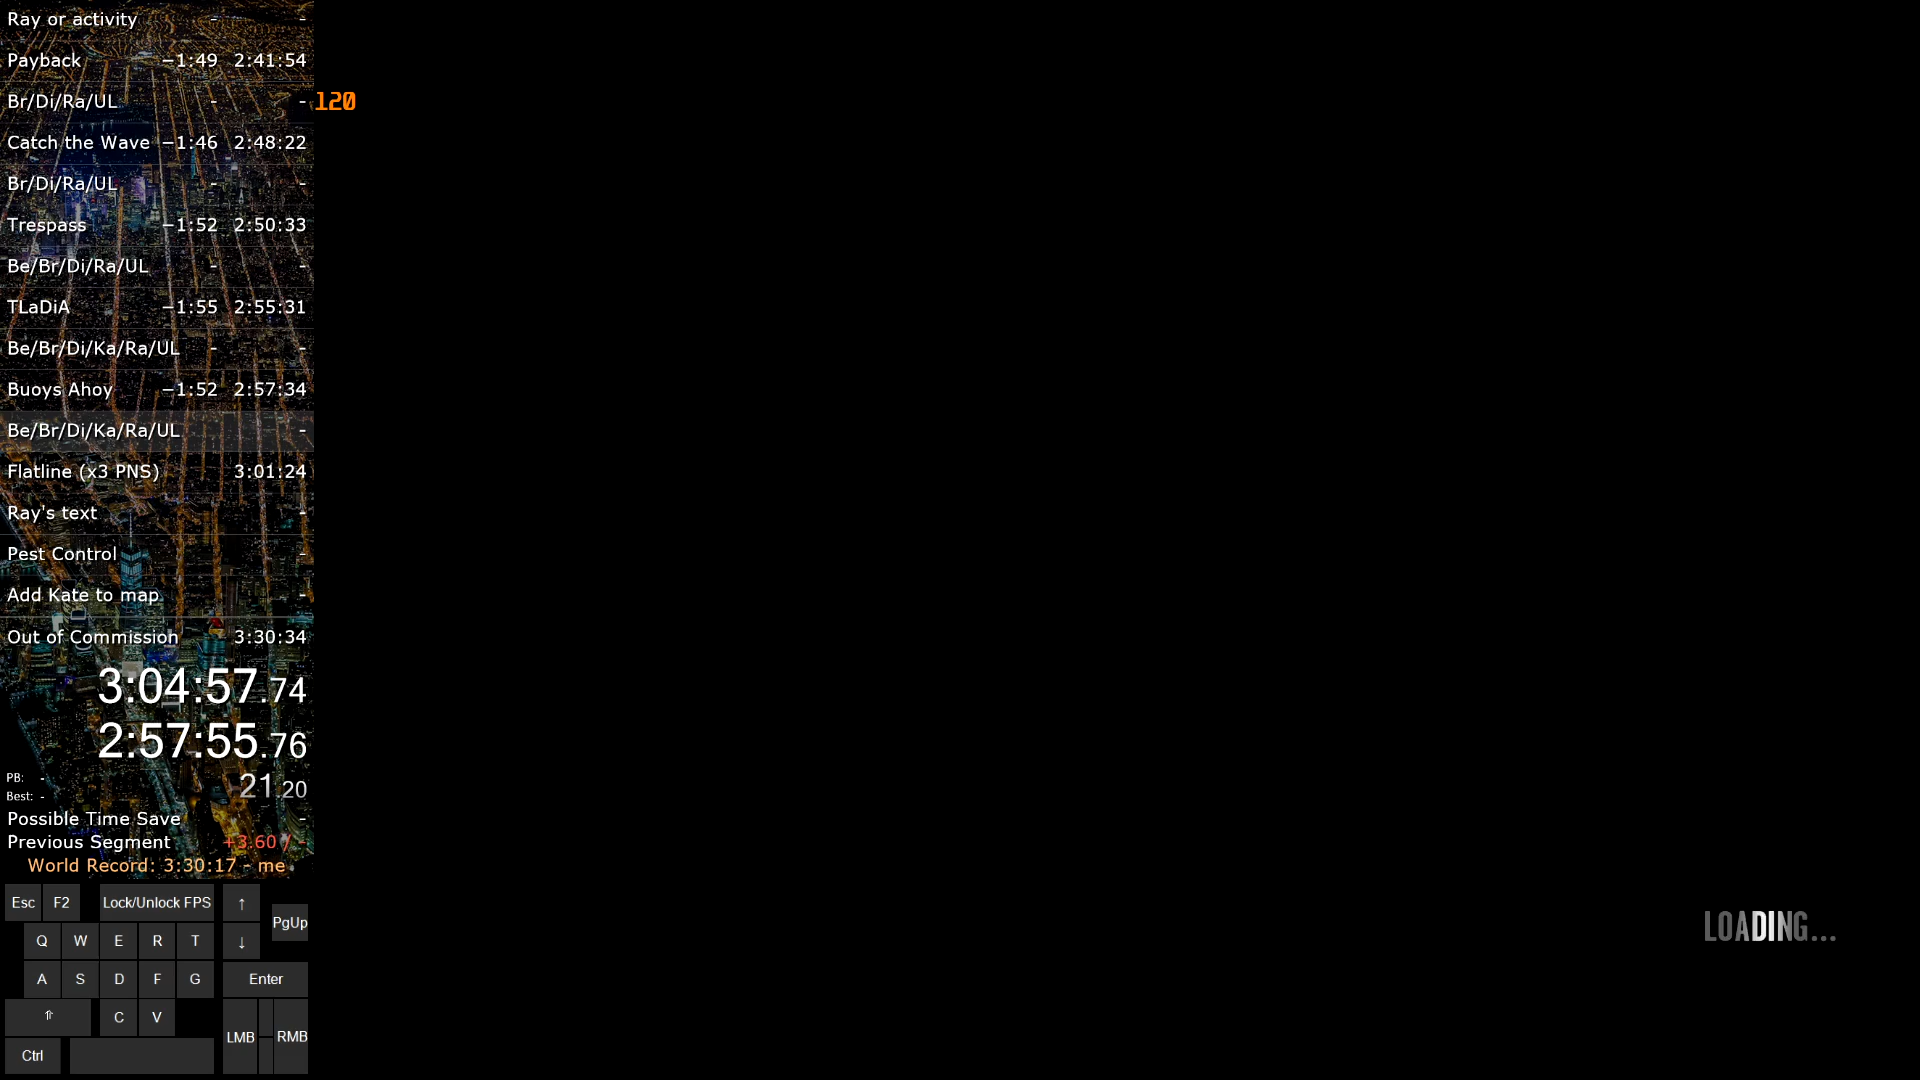 Ray or activity - -
Payback −1:49 2:41:54
Br/Di/Ra/UL - -
120
Catch the Wave −1:46 2:48:22
Br/Di/Ra/UL - -
Trespass −1:52 2:50:33
Be/Br/Di/Ra/UL - -
TLaDiA −1:55 2:55:31
Be/Br/Di/Ka/Ra/UL - -
Buoys Ahoy −1:52 2:57:34
Be/Br/Di/Ka/Ra/UL -
Flatline (x3 PNS) 3:01:24
Ray's text -
Pest Control -
Add Kate to map -
Out of Commission 3:30:34
3:04:57.74
2:57:55.76
PB: -
21.20
Best: -
Possible Time Save -
Previous Segment +3.60 / -
World Record: 3:30:17 - me
Esc F2 Lock/Unlock FPS ↑ PgUp
Q W E R T ↓
A S D F G Enter
⇧ C V LMB RMB
Ctrl
LOADING...